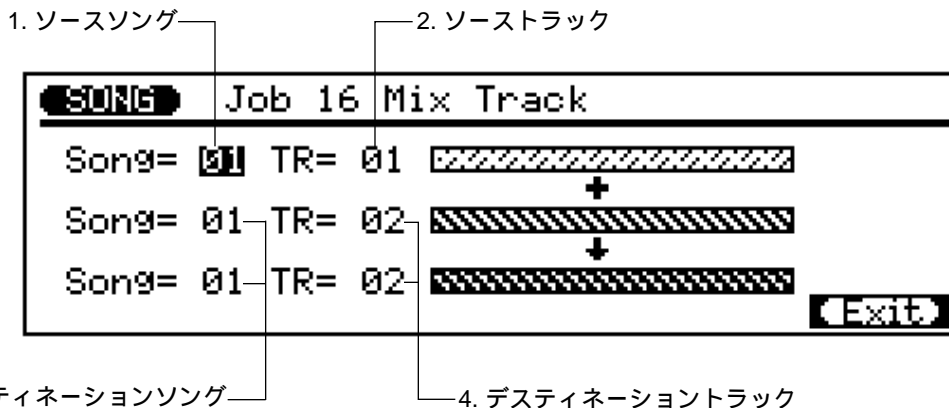 1. ソースソング
2. ソーストラック
SONG Job 16 Mix Track
Song= 01 TR= 01
Song= 01 TR= 02
Song= 01 TR= 02
Exit
ティネーションソング
4. デスティネーショントラック